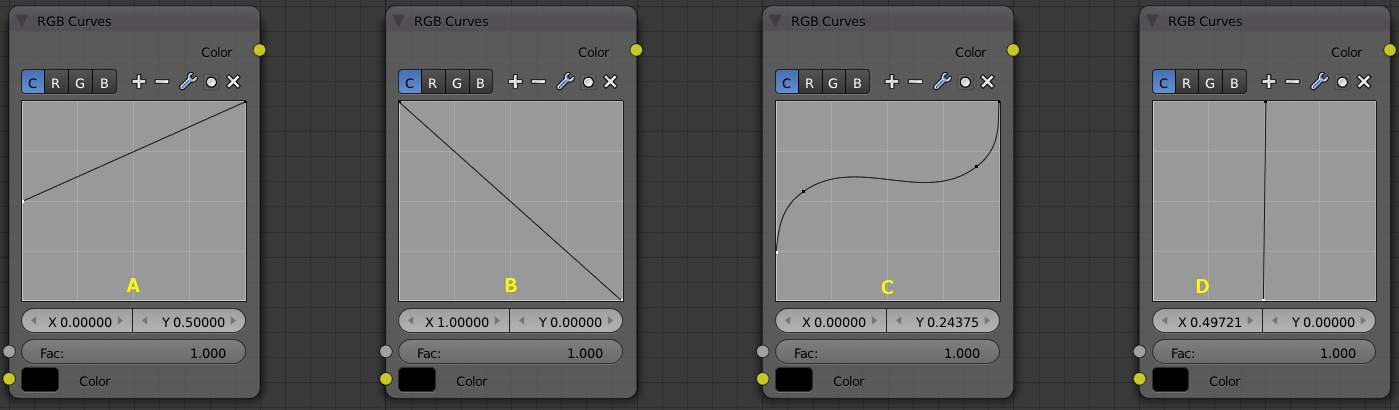 RGB Curves
Color
C R G B
A
X 0.00000 Y 0.50000
Fac: 1.000
Color
RGB Curves
Color
C R G B
B
X 1.00000 Y 0.00000
Fac: 1.000
Color
RGB Curves
Color
C R G B
C
X 0.00000 Y 0.24375
Fac: 1.000
Color
RGB Curves
Color
C R G B
D
X 0.49721 Y 0.00000
Fac: 1.000
Color